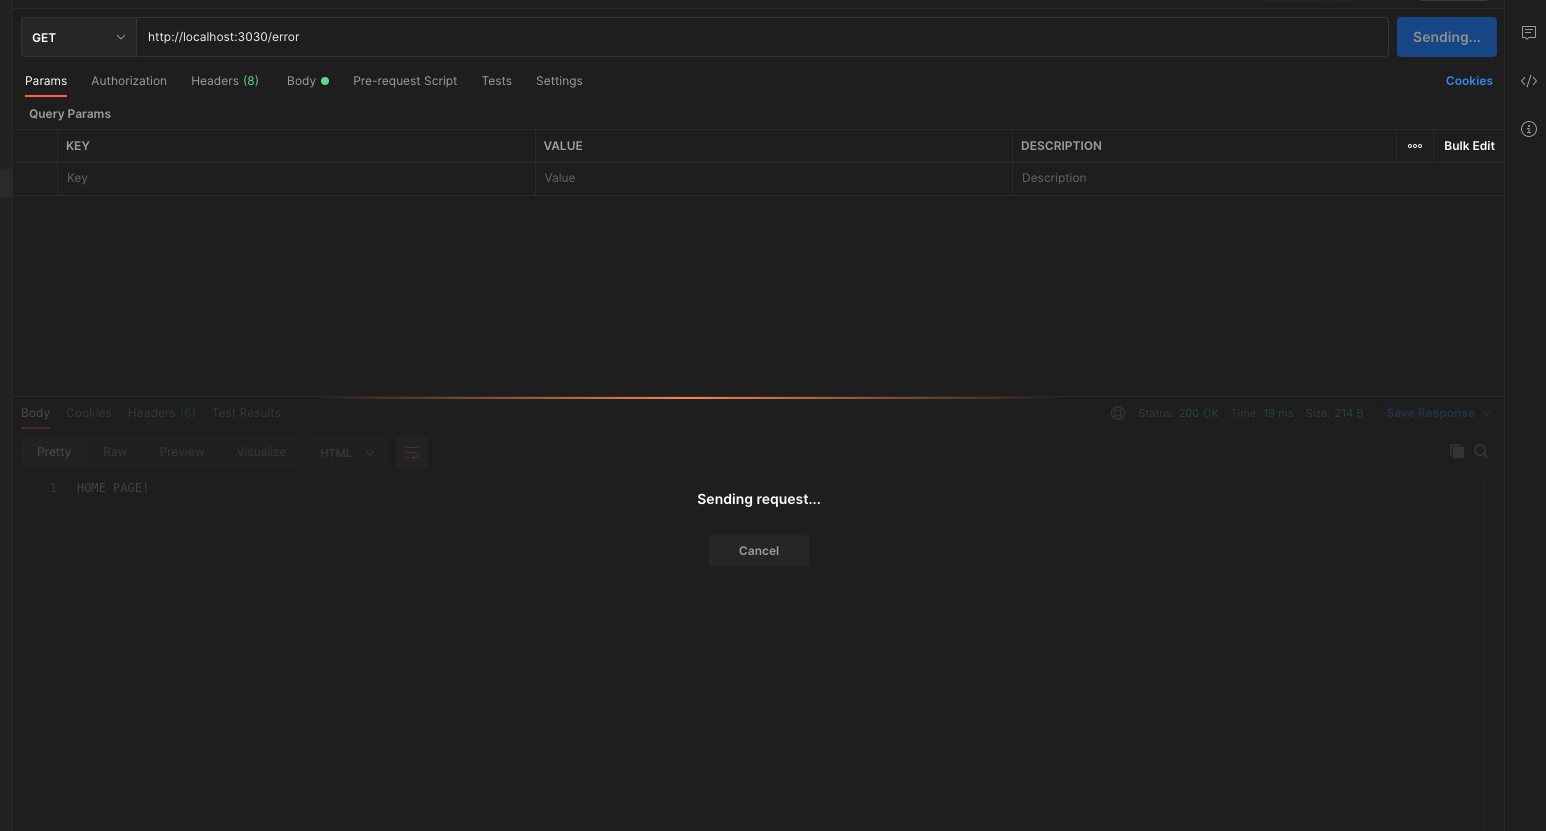 GET http://localhost:3030/error Sending...
Params Authorization Headers (8) Body Pre-request Script Tests Settings Cookies
Query Params
KEY VALUE DESCRIPTION Bulk Edit
Key Value Description
Body Cookies Headers (6) Test Results Status: 200 OK Time: 19 ms Size: 214 B Save Response
Pretty Raw Preview Visualize HTML
1 HOME PAGE!
Sending request...
Cancel